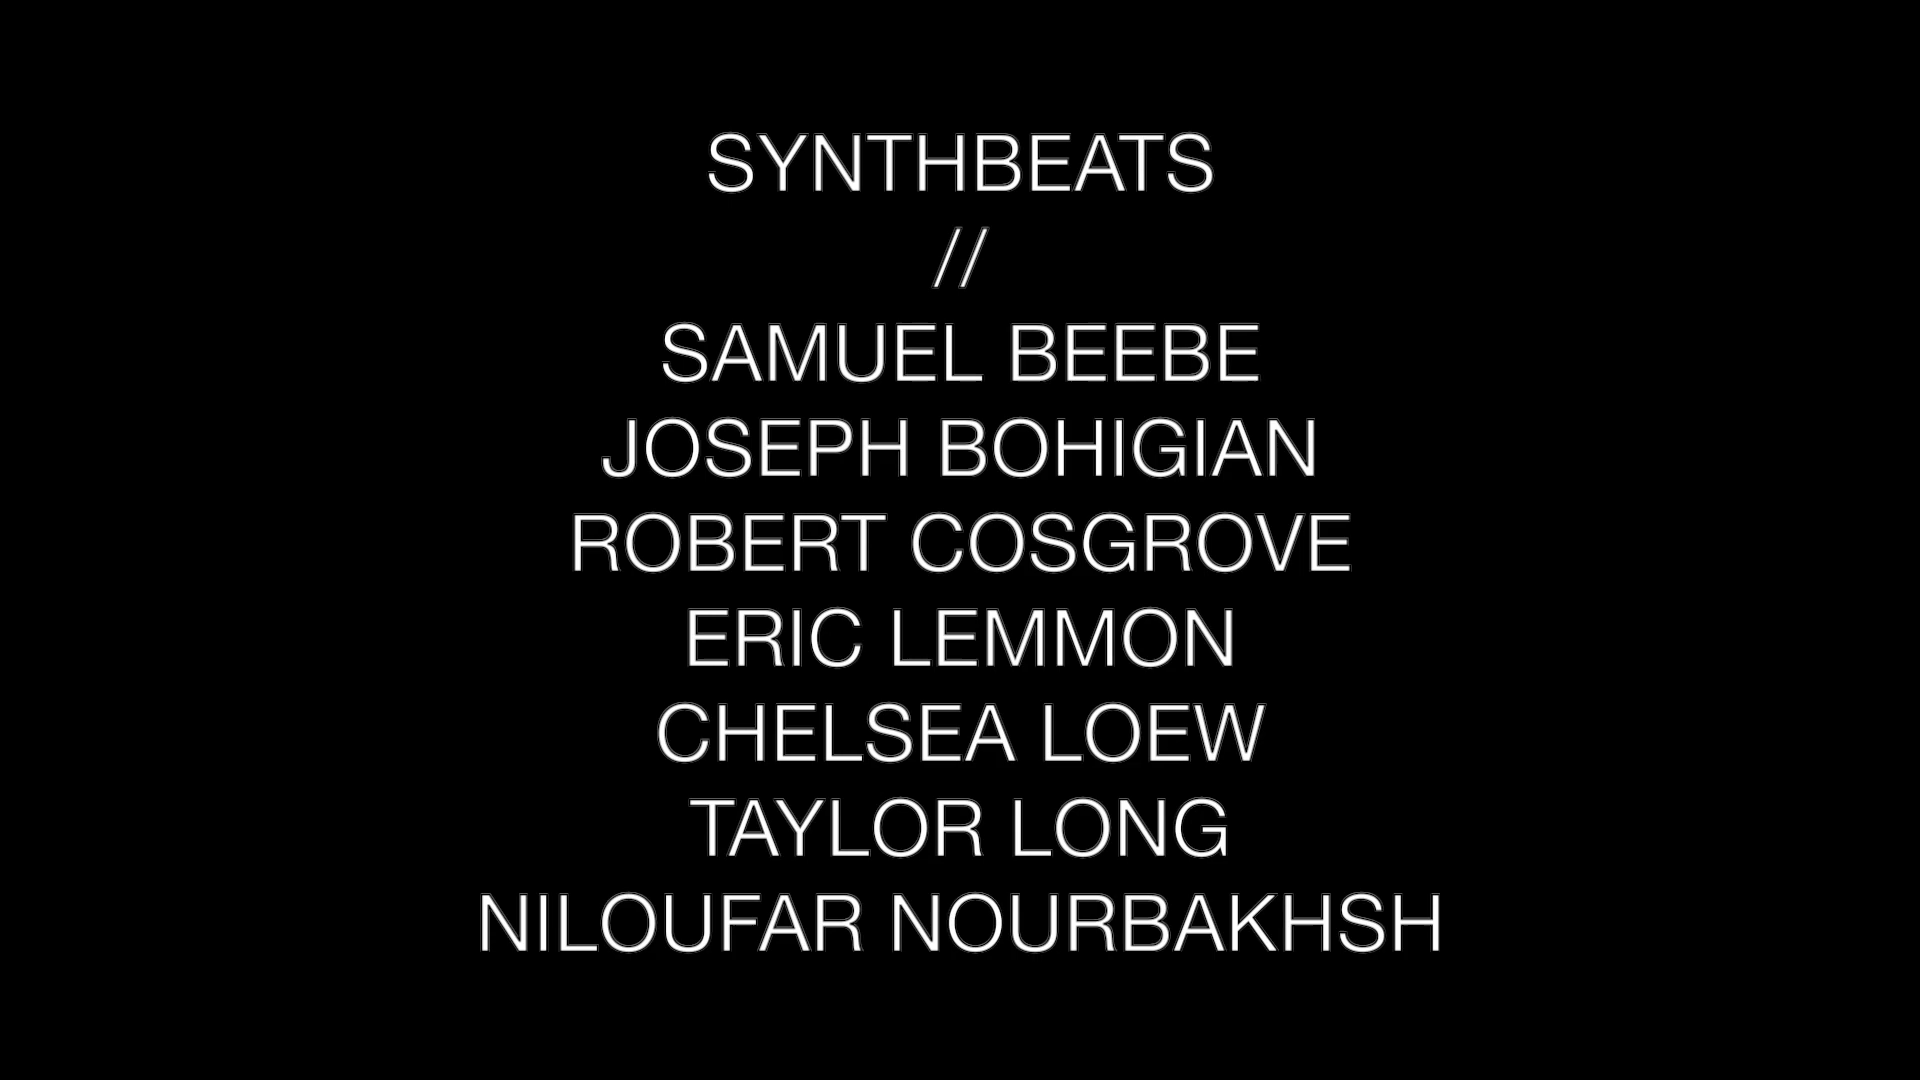 SYNTHBEATS
//
SAMUEL BEEBE
JOSEPH BOHIGIAN
ROBERT COSGROVE
ERIC LEMMON
CHELSEA LOEW
TAYLOR LONG
NILOUFAR NOURBAKHSH